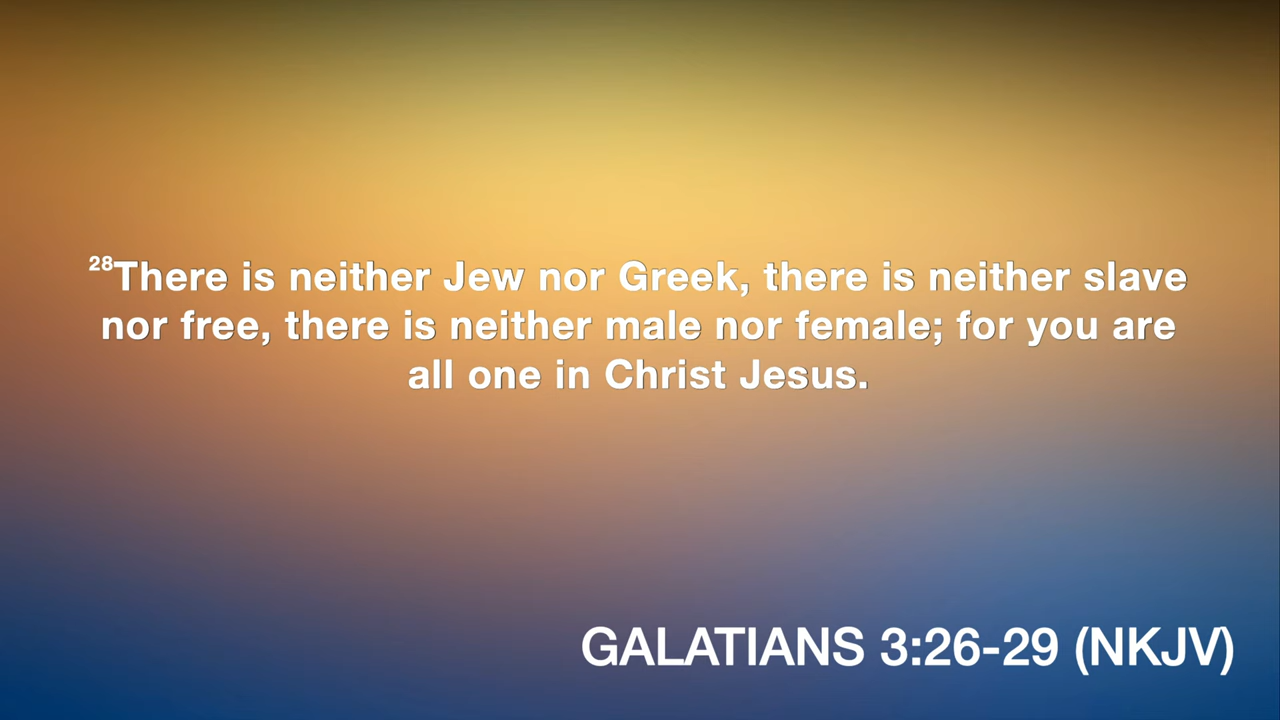 28There is neither Jew nor Greek, there is neither slave
nor free, there is neither male nor female; for you are
all one in Christ Jesus.
GALATIANS 3:26-29 (NKJV)